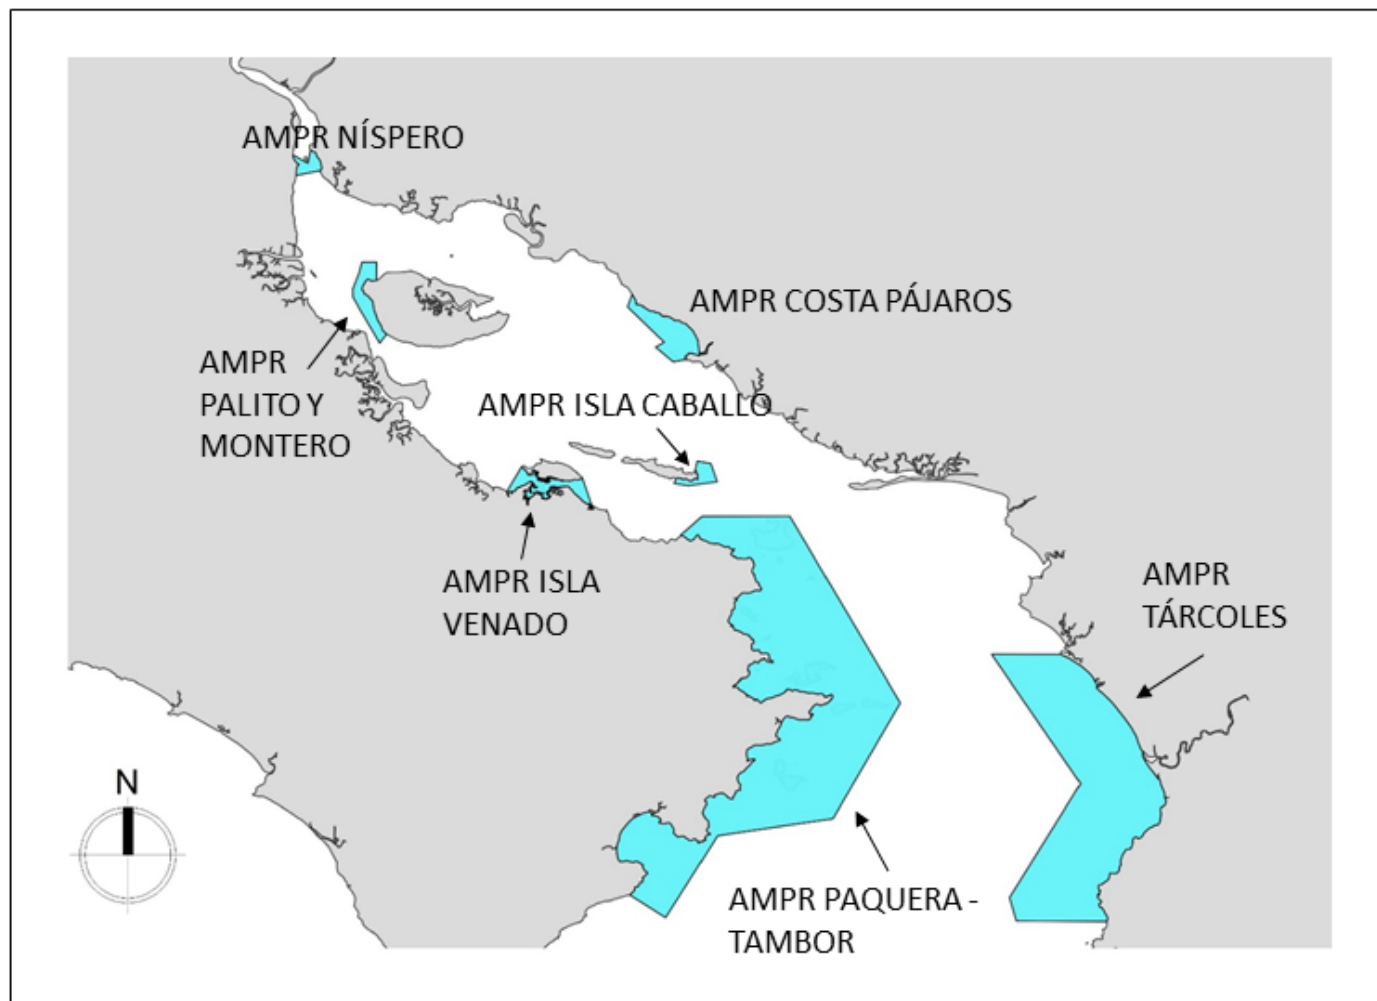 AMPR NÍSPERO
AMPR COSTA PÁJAROS
AMPR
PALITO Y
MONTERO
AMPR ISLA CABALLO
AMPR ISLA
VENADO
AMPR
TÁRCOLES
N
AMPR PAQUERA -
TAMBOR